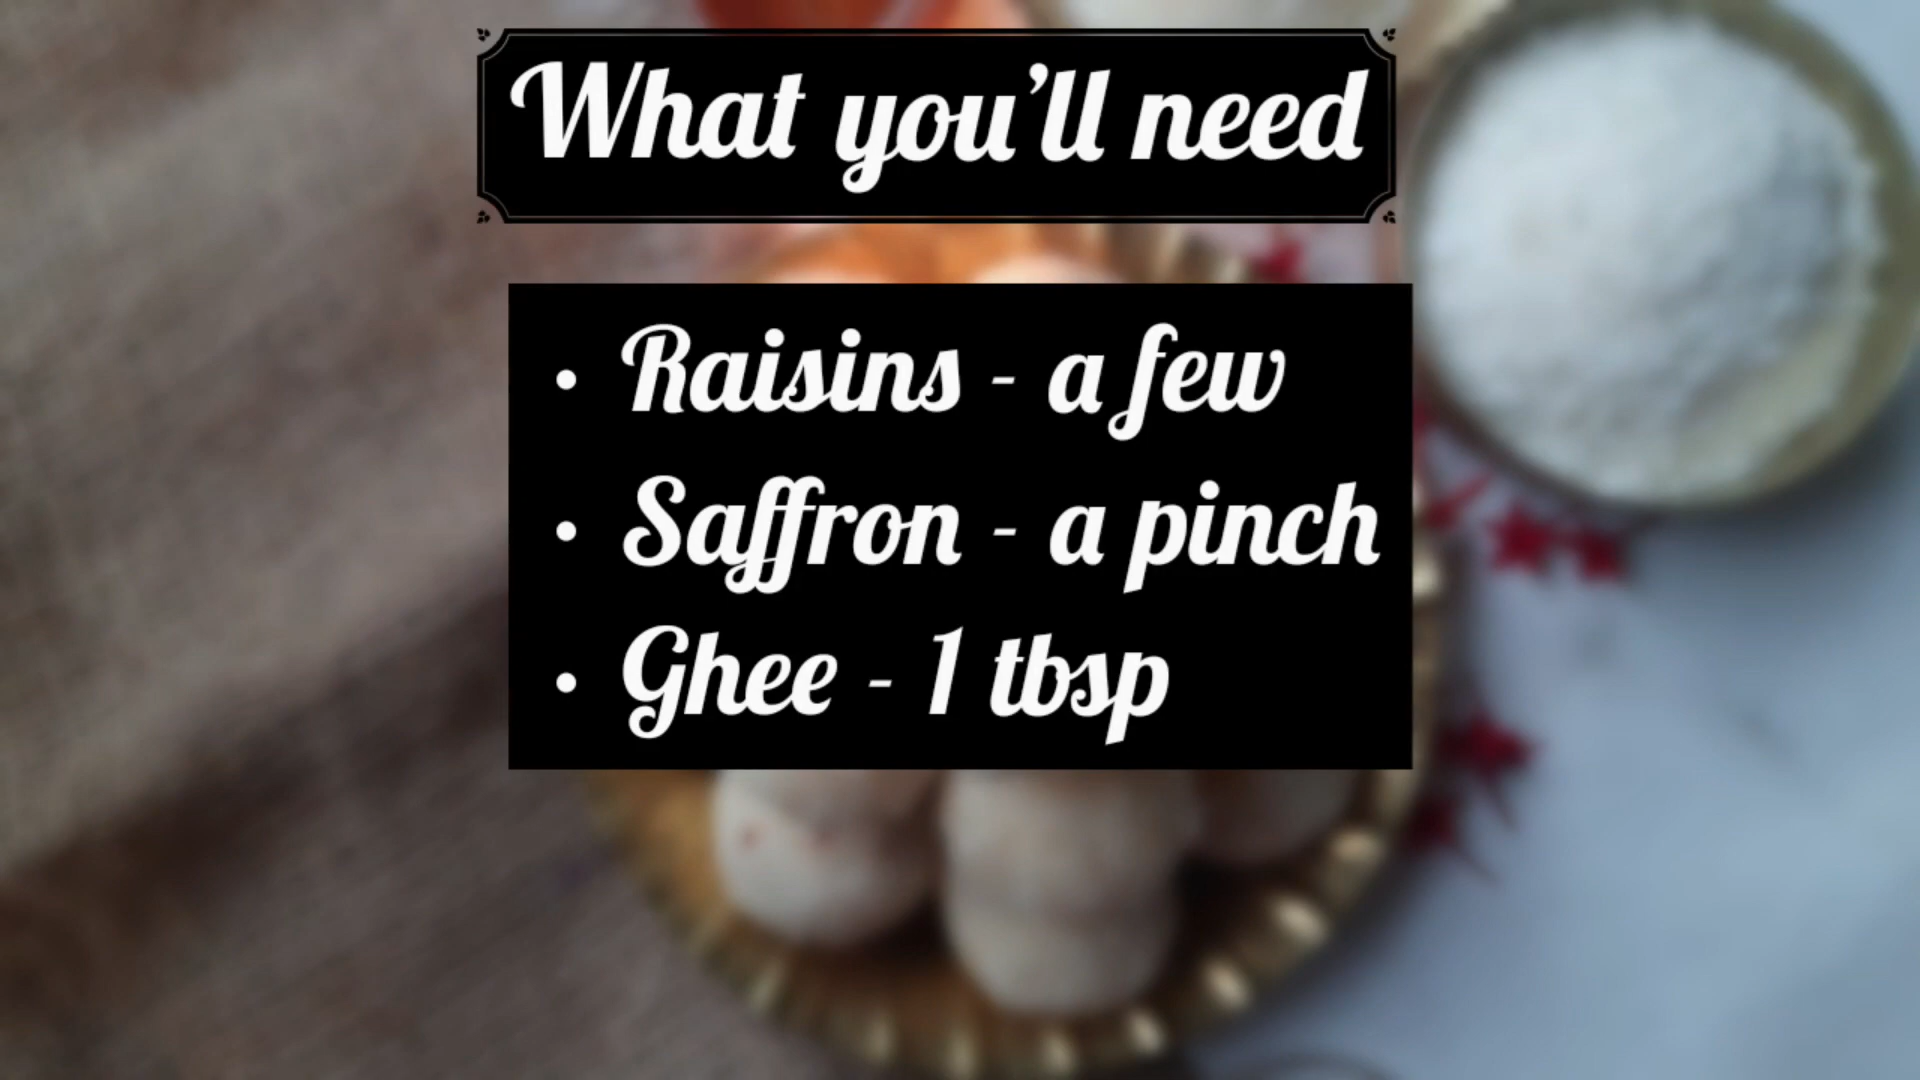 What you’ll need
• Raisins - a few
• Saffron - a pinch
• Ghee - 1 tbsp